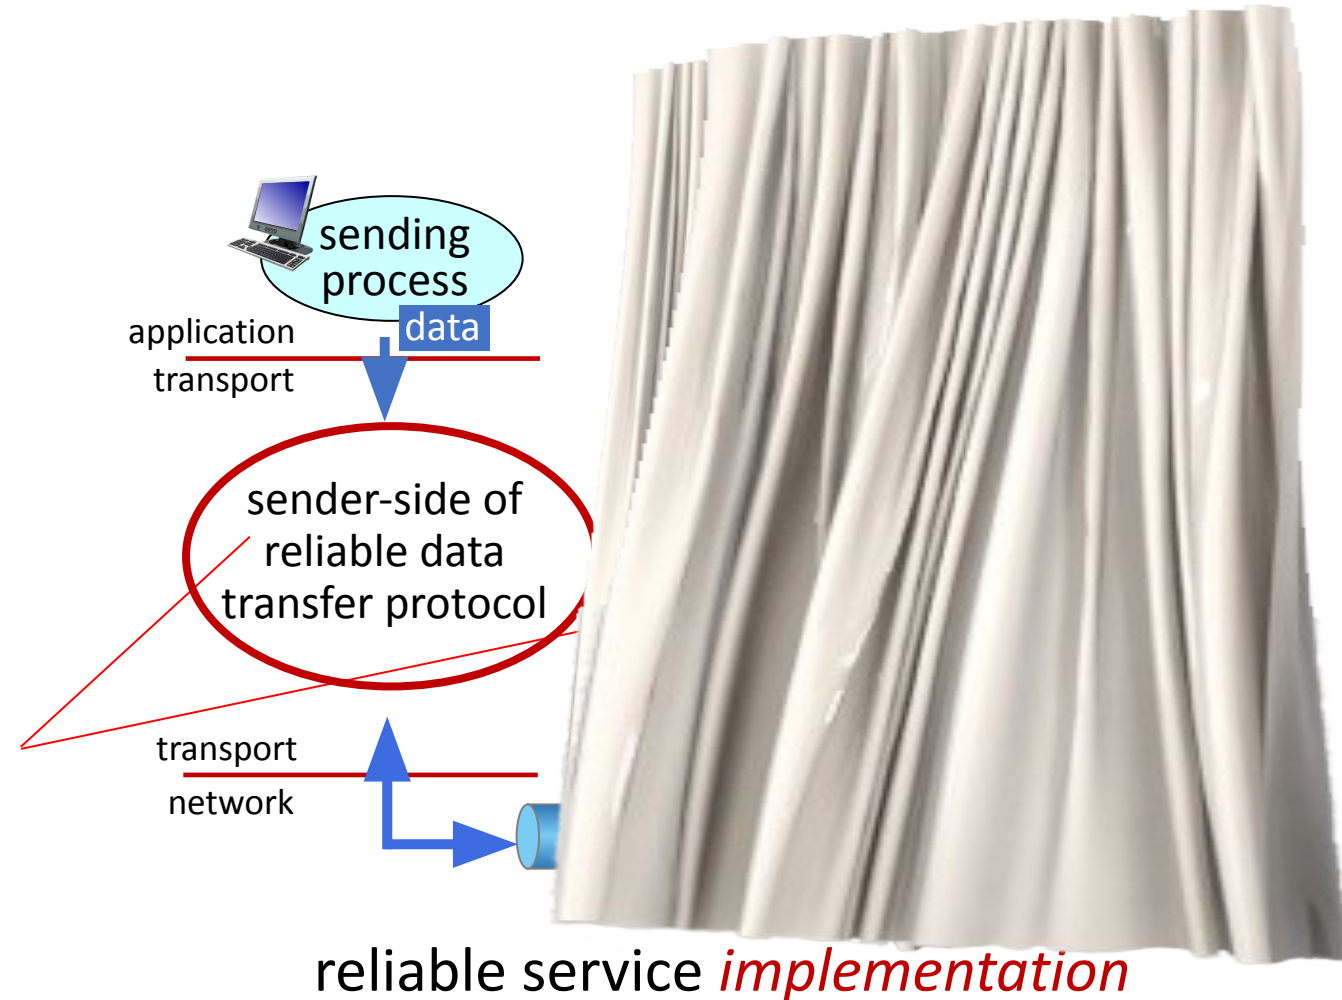 sending
process
data
application
transport
sender-side of
reliable data
transfer protocol
transport
network
reliable service implementation